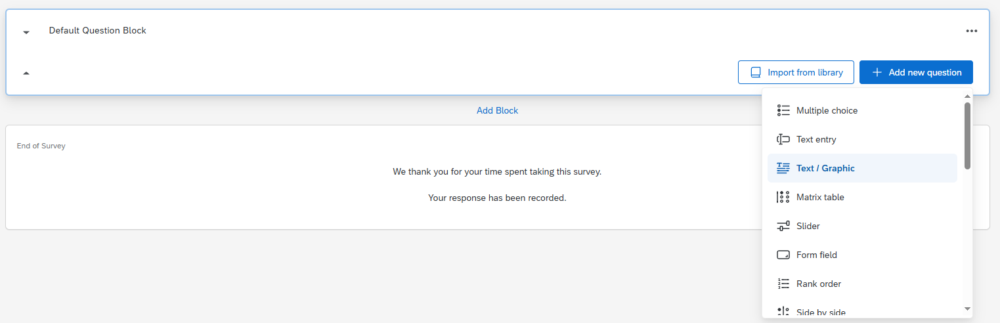 Default Question Block
Import from library
Add new question
Add Block
End of Survey
We thank you for your time spent taking this survey.
Your response has been recorded.
Multiple choice
Text entry
Text / Graphic
Matrix table
Slider
Form field
Rank order
Side by side